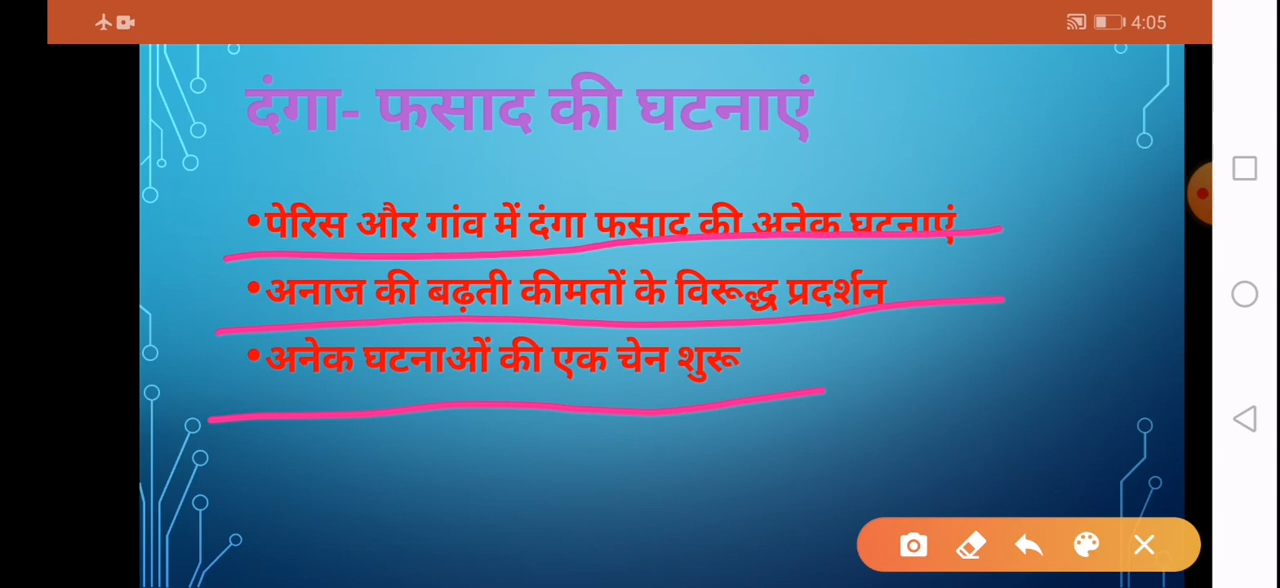 4:05
दंगा- फसाद की घटनाएं
•पेरिस और गांव में दंगा फसाद की अनेक घटनाएं
•अनाज की बढ़ती कीमतों के विरूद्ध प्रदर्शन
•अनेक घटनाओं की एक चेन शुरू